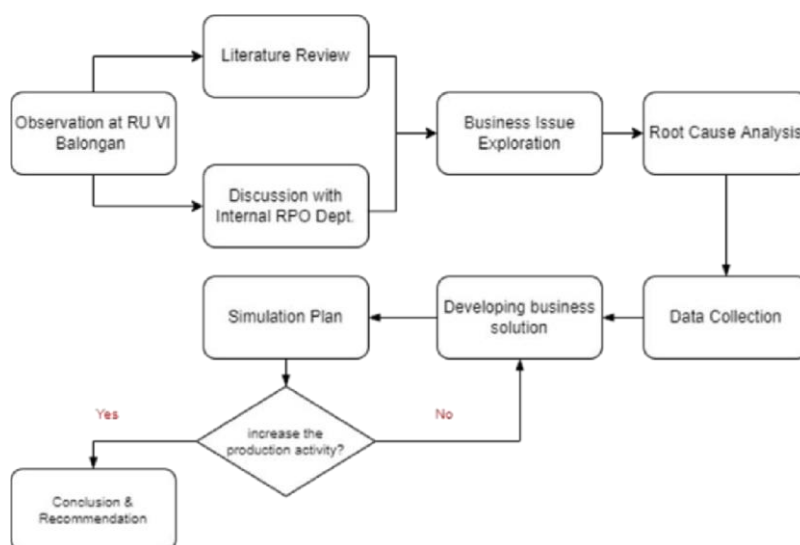 Literature Review
Observation at RU VI
Balongan
Discussion with
Internal RPO Dept.
Business Issue
Exploration
Root Cause Analysis
Simulation Plan
Developing business
solution
Data Collection
Yes
No
increase the
production activity?
Conclusion &
Recommendation